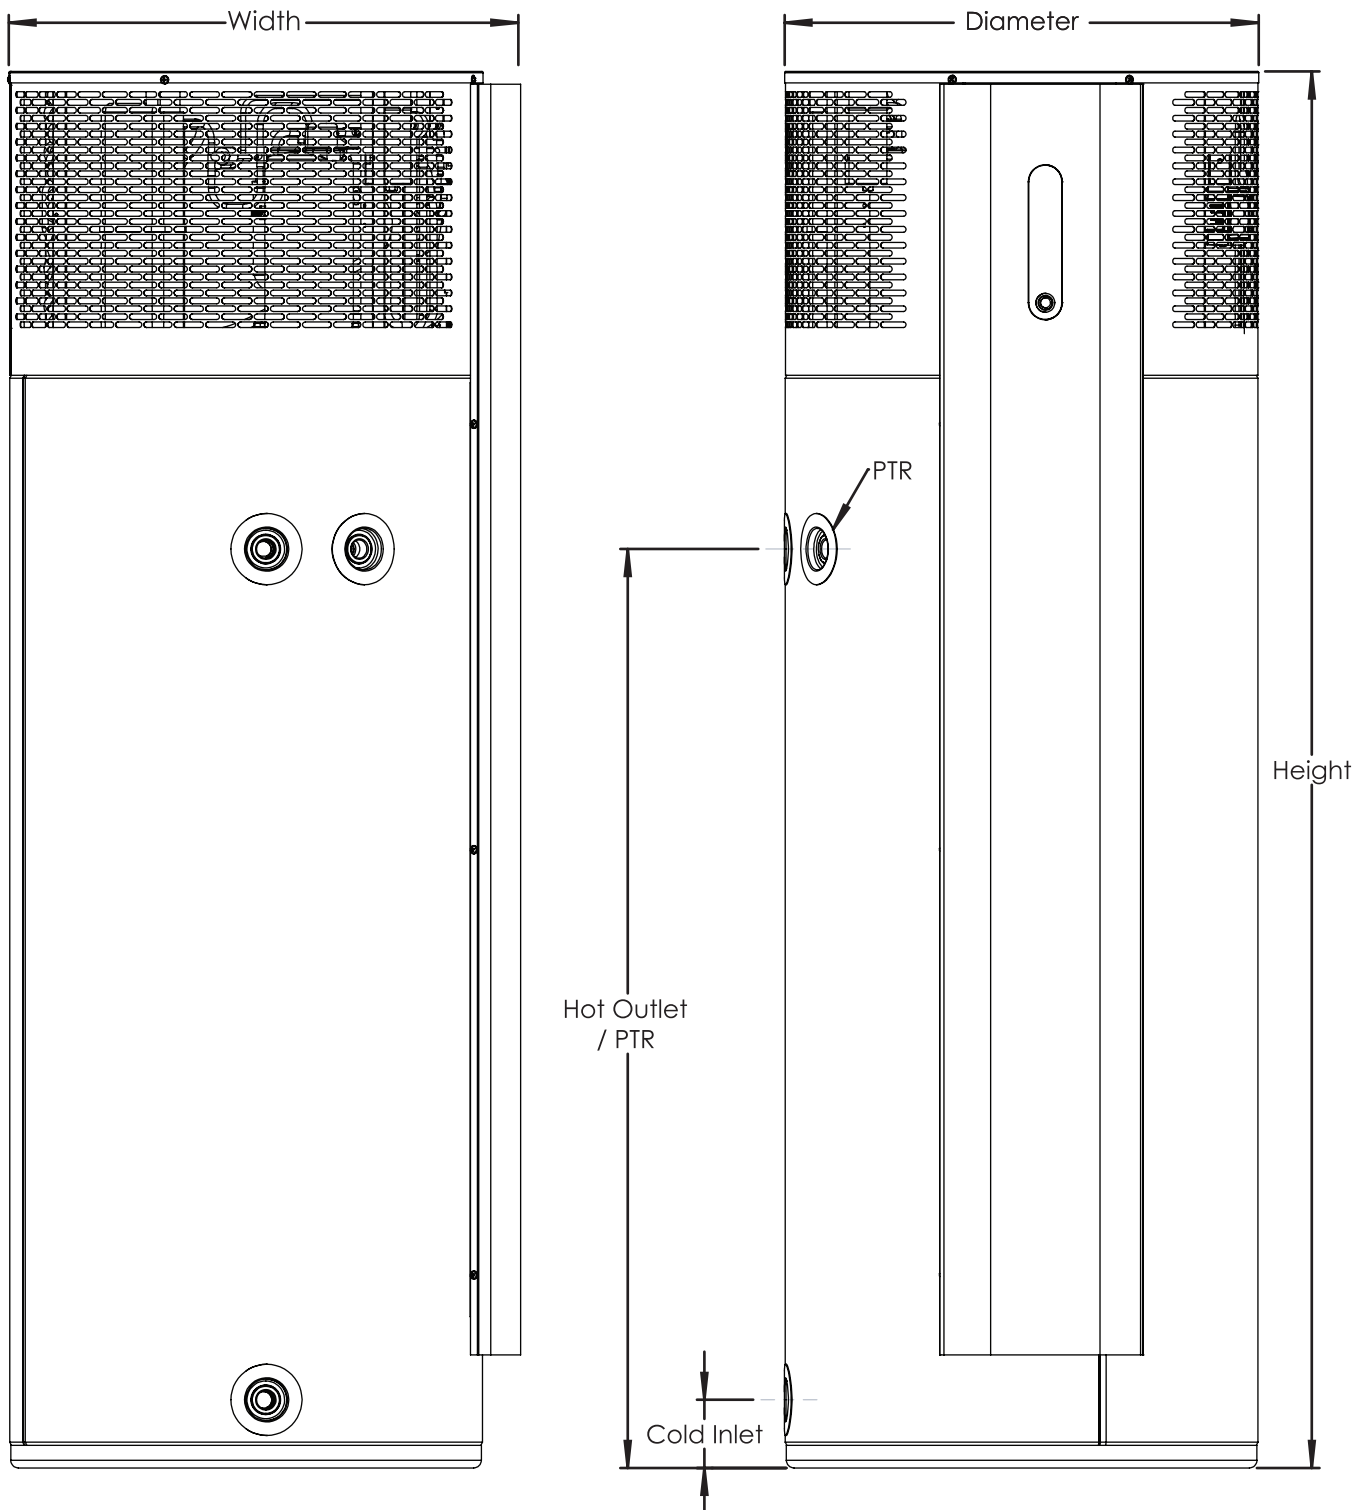 Width
Diameter
PTR
Height
Hot Outlet
/ PTR
Cold Inlet